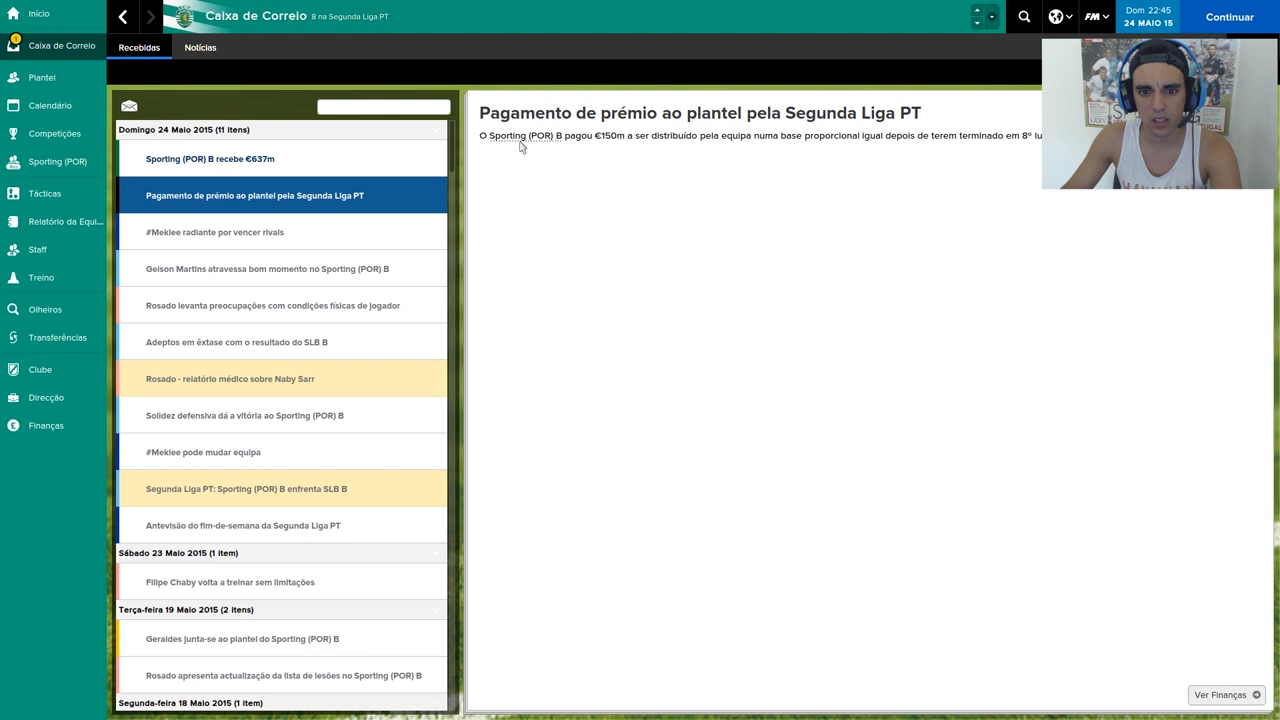 Início
Caixa de Correio
1
Plantel
Calendário
Competições
Sporting (POR)
Tácticas
Relatório da Equi...
Staff
Treino
Olheiros
Transferências
Clube
Direcção
Finanças
Caixa de Correio 8 na Segunda Liga PT
FM
Dom 22:45
24 MAIO 15
Continuar
Recebidas Notícias
Domingo 24 Maio 2015 (11 itens)
Sporting (POR) B recebe €637m
Pagamento de prémio ao plantel pela Segunda Liga PT
#Mekiee radiante por vencer rivais
Gelson Martins atravessa bom momento no Sporting (POR) B
Rosado levanta preocupações com condições físicas de jogador
Adeptos em êxtase com o resultado do SLB B
Rosado - relatório médico sobre Naby Sarr
Solidez defensiva dá a vitória ao Sporting (POR) B
#Mekiee pode mudar equipa
Segunda Liga PT: Sporting (POR) B enfrenta SLB B
Antevisão do fim-de-semana da Segunda Liga PT
Sábado 23 Maio 2015 (1 item)
Filipe Chaby volta a treinar sem limitações
Terça-feira 19 Maio 2015 (2 itens)
Geraldes junta-se ao plantel do Sporting (POR) B
Rosado apresenta actualização da lista de lesões no Sporting (POR) B
Segunda-feira 18 Maio 2015 (1 item)
Pagamento de prémio ao plantel pela Segunda Liga PT
O Sporting (POR) B pagou €150m a ser distribuído pela equipa numa base proporcional igual depois de terem terminado em 8º lu
Ver Finanças